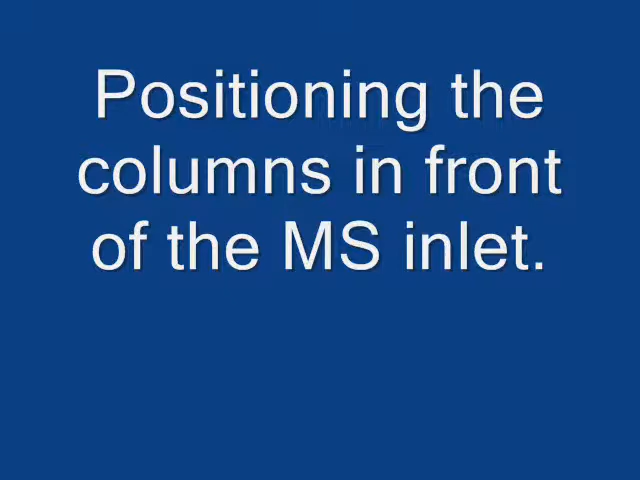 Positioning the
columns in front
of the MS inlet.